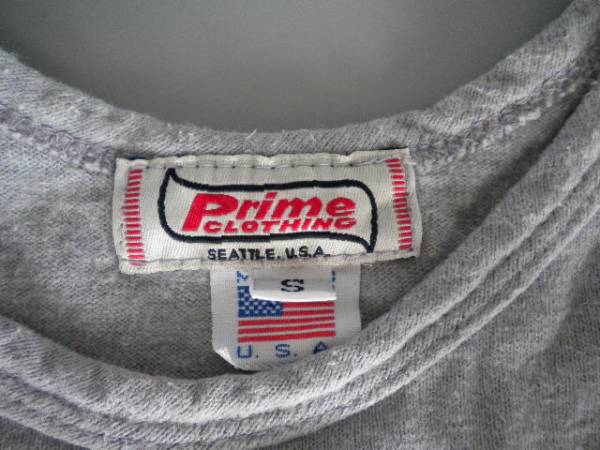 Prime
CLOTHING
SEATTLE, U.S.A.
S
U. S. A